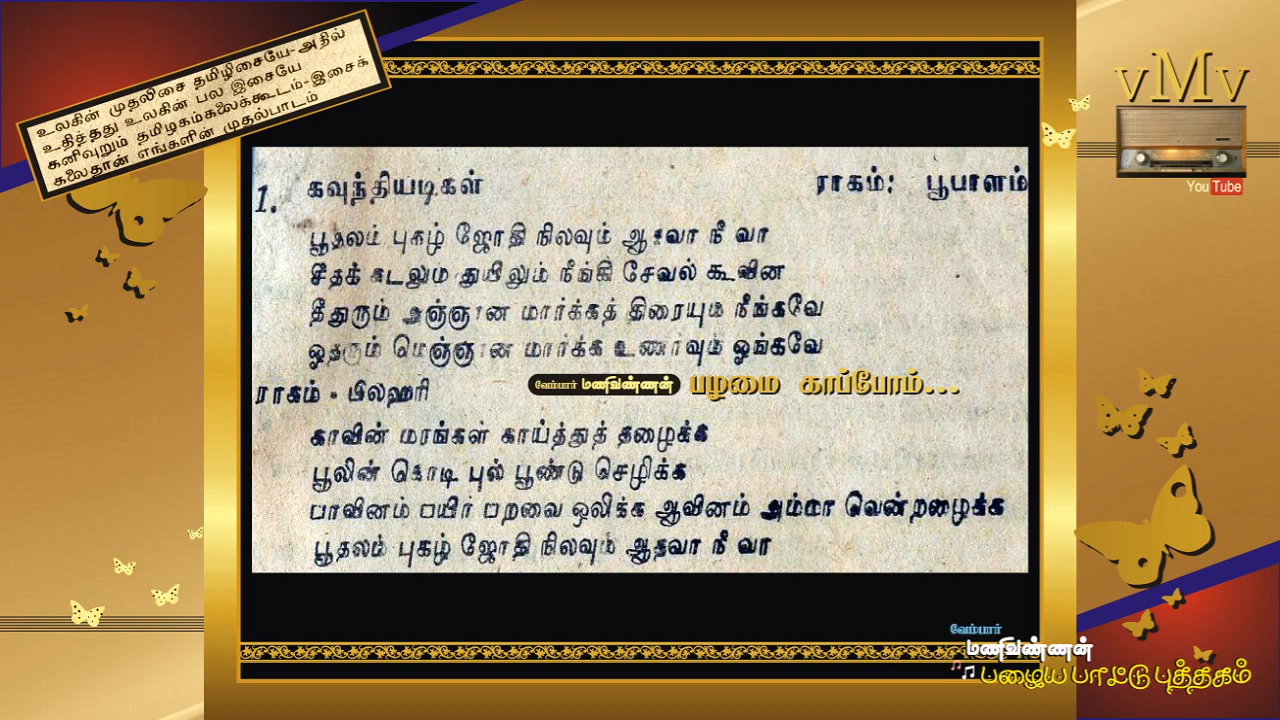 உலகின் முதலிசை தமிழிசையே-அதில்
உதித்தது உலகின் பல இசையே
கனிவுறும் தமிழகம்கலைக்கூடம்-இசைக்
கலைதான் எங்களின் முதல்பாடம்
vMv
YouTube
1. கவுந்தியடிகள் ராகம்: பூபாளம்
பூதலம் புகழ் ஜோதி நிலவும் ஆதவா நீ வா
சீதக் கடலும் துயிலும் நீங்கி சேவல் கூவின
தீதுரும் அஞ்ஞான மார்க்கத் திரையும் நீங்கவே
ஓதரும் மெஞ்ஞான மார்க்க உணர்வும் ஓங்கவே
வேம்பார் மணிவண்ணன் பழமை காப்போம்...
ராகம் - பிலஹரி
காவின் மரங்கள் காய்த்துத் தழைக்க
பூலின் கொடி புல் பூண்டு செழிக்க
பாவினம் பயிர் பறவை ஒலிக்க ஆவினம் அம்மா வென்றழைக்க
பூதலம் புகழ் ஜோதி நிலவும் ஆதவா நீ வா
வேம்பார்
மணிவண்ணன்
பழைய பாட்டு புத்தகம்